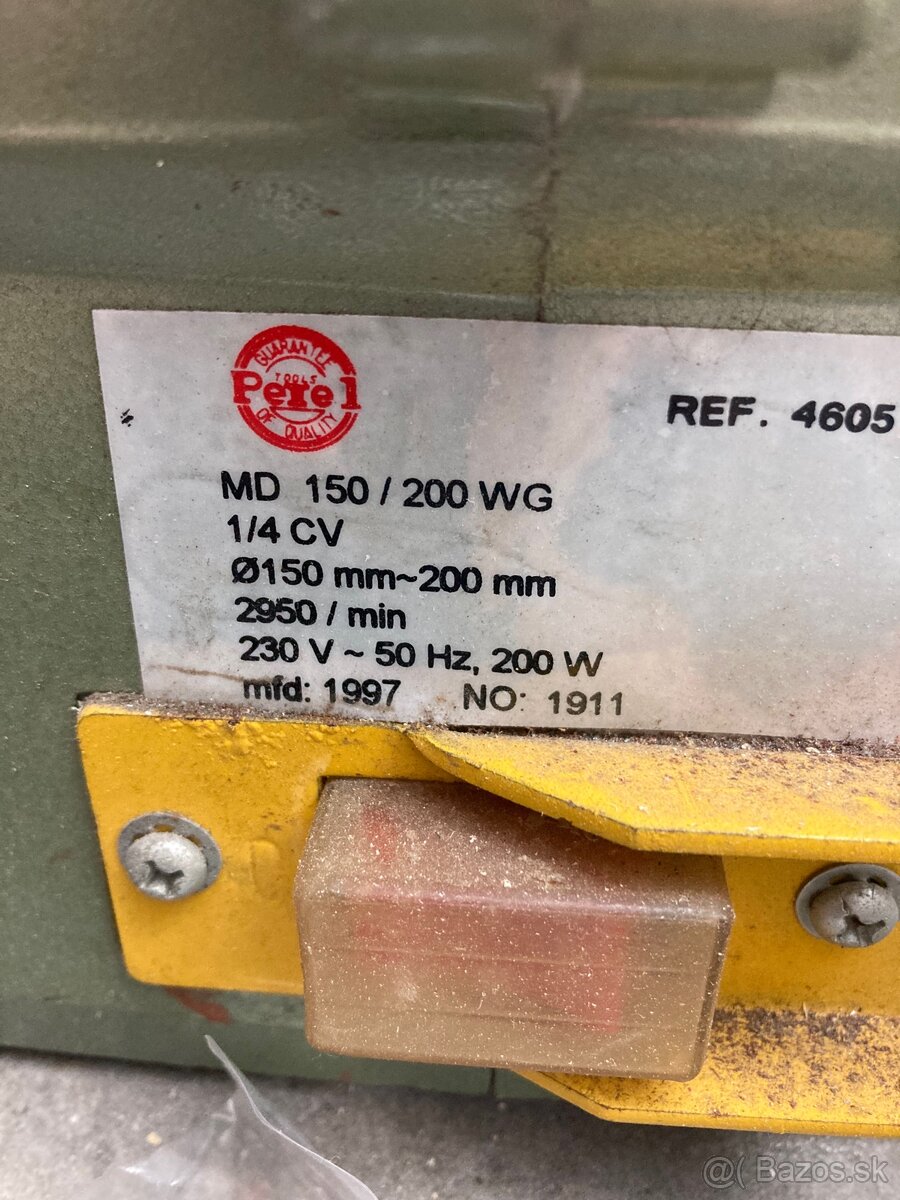 GUARANTEE
TOOLS
Perel
OF QUALITY
REF. 4605
MD 150 / 200 WG
1/4 CV
Ø150 mm~200 mm
2950 / min
230 V ~ 50 Hz, 200 W
mfd: 1997 NO: 1911
@( Bazos.sk